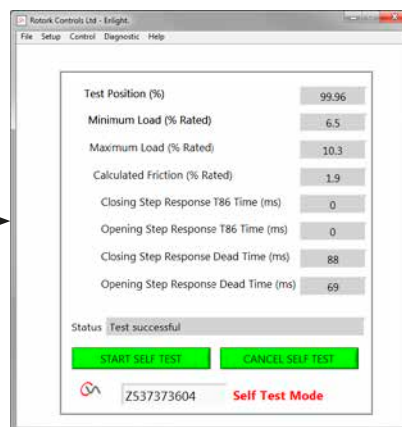 Rotork Controls Ltd - Enlight.
File Setup Control Diagnostic Help
Test Position (%) 99.96
Minimum Load (% Rated) 6.5
Maximum Load (% Rated) 10.3
Calculated Friction (% Rated) 1.9
Closing Step Response T86 Time (ms) 0
Opening Step Response T86 Time (ms) 0
Closing Step Response Dead Time (ms) 88
Opening Step Response Dead Time (ms) 69
Status Test successful
START SELF TEST CANCEL SELF TEST
Z537373604 Self Test Mode